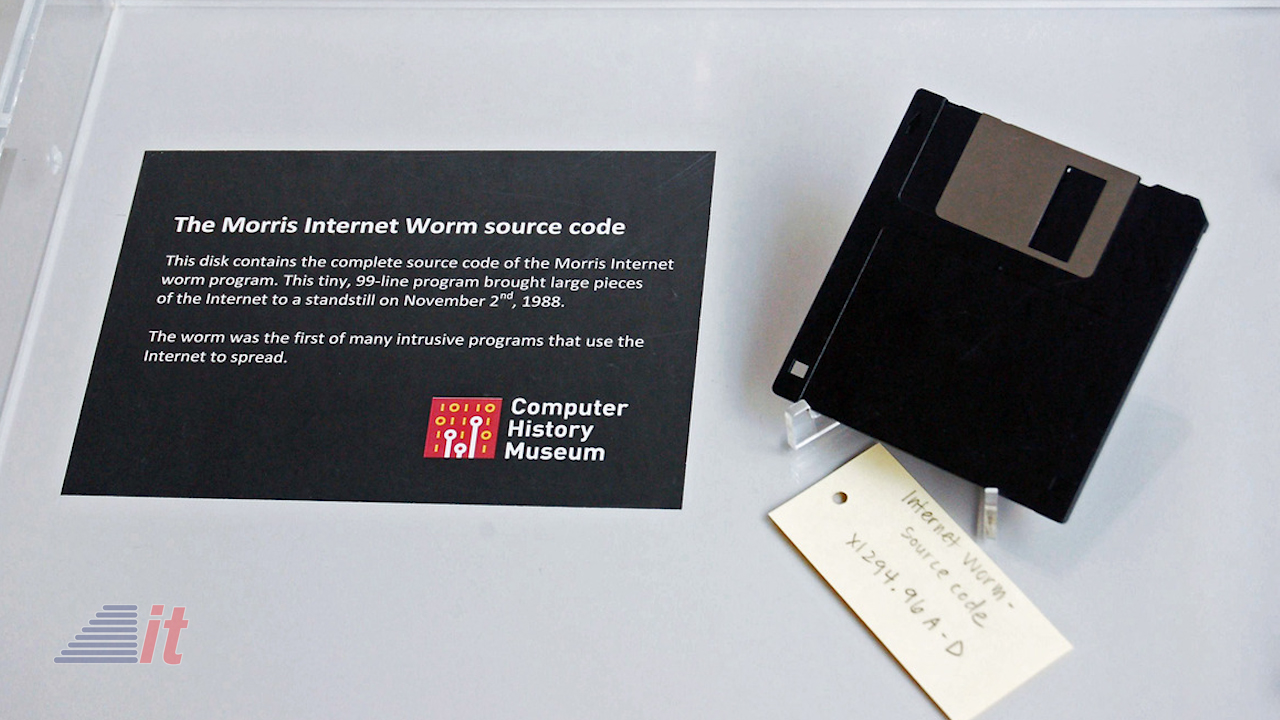 The Morris Internet Worm source code
This disk contains the complete source code of the Morris Internet
worm program. This tiny, 99-line program brought large pieces
of the Internet to a standstill on November 2nd, 1988.
The worm was the first of many intrusive programs that use the
Internet to spread.
10110
01110
Computer
History
Museum
Internet Worm-
source code
X1294.96 A-D
it